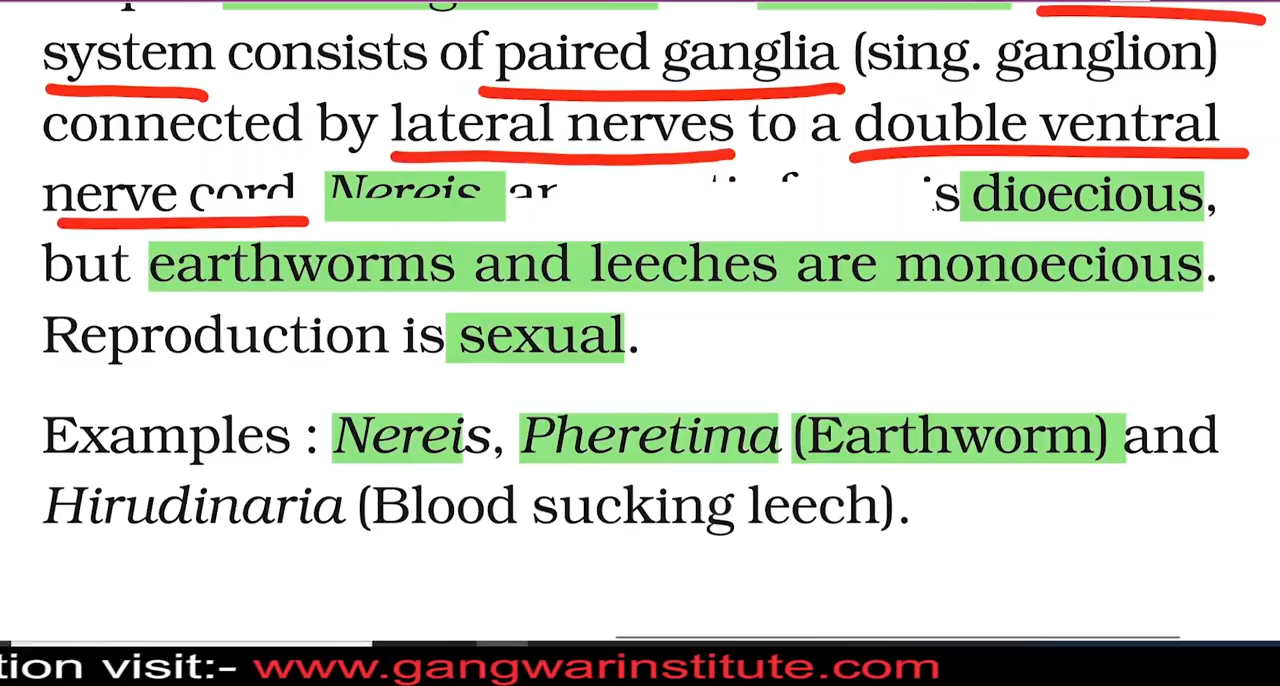 system consists of paired ganglia (sing. ganglion)
connected by lateral nerves to a double ventral
nerve cord Nereis is dioecious,
but earthworms and leeches are monoecious.
Reproduction is sexual.
Examples : Nereis, Pheretima (Earthworm) and
Hirudinaria (Blood sucking leech).
tion visit:- www.gangwarinstitute.com